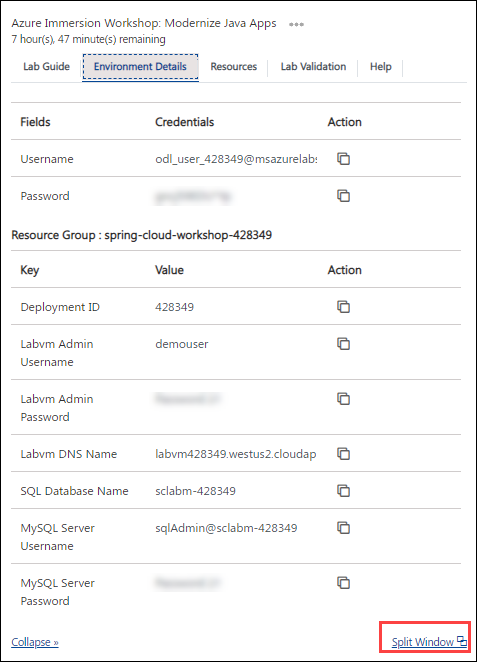 Azure Immersion Workshop: Modernize Java Apps
7 hour(s), 47 minute(s) remaining
Lab Guide Environment Details Resources Lab Validation Help
Fields Credentials Action
Username odl_user_428349@msazurelabs
Password
Resource Group : spring-cloud-workshop-428349
Key Value Action
Deployment ID 428349
Labvm Admin demouser
Username
Labvm Admin
Password
Labvm DNS Name labvm428349.westus2.cloudap
SQL Database Name sclabm-428349
MySQL Server sqlAdmin@sclabm-428349
Username
MySQL Server
Password
Collapse » Split Window